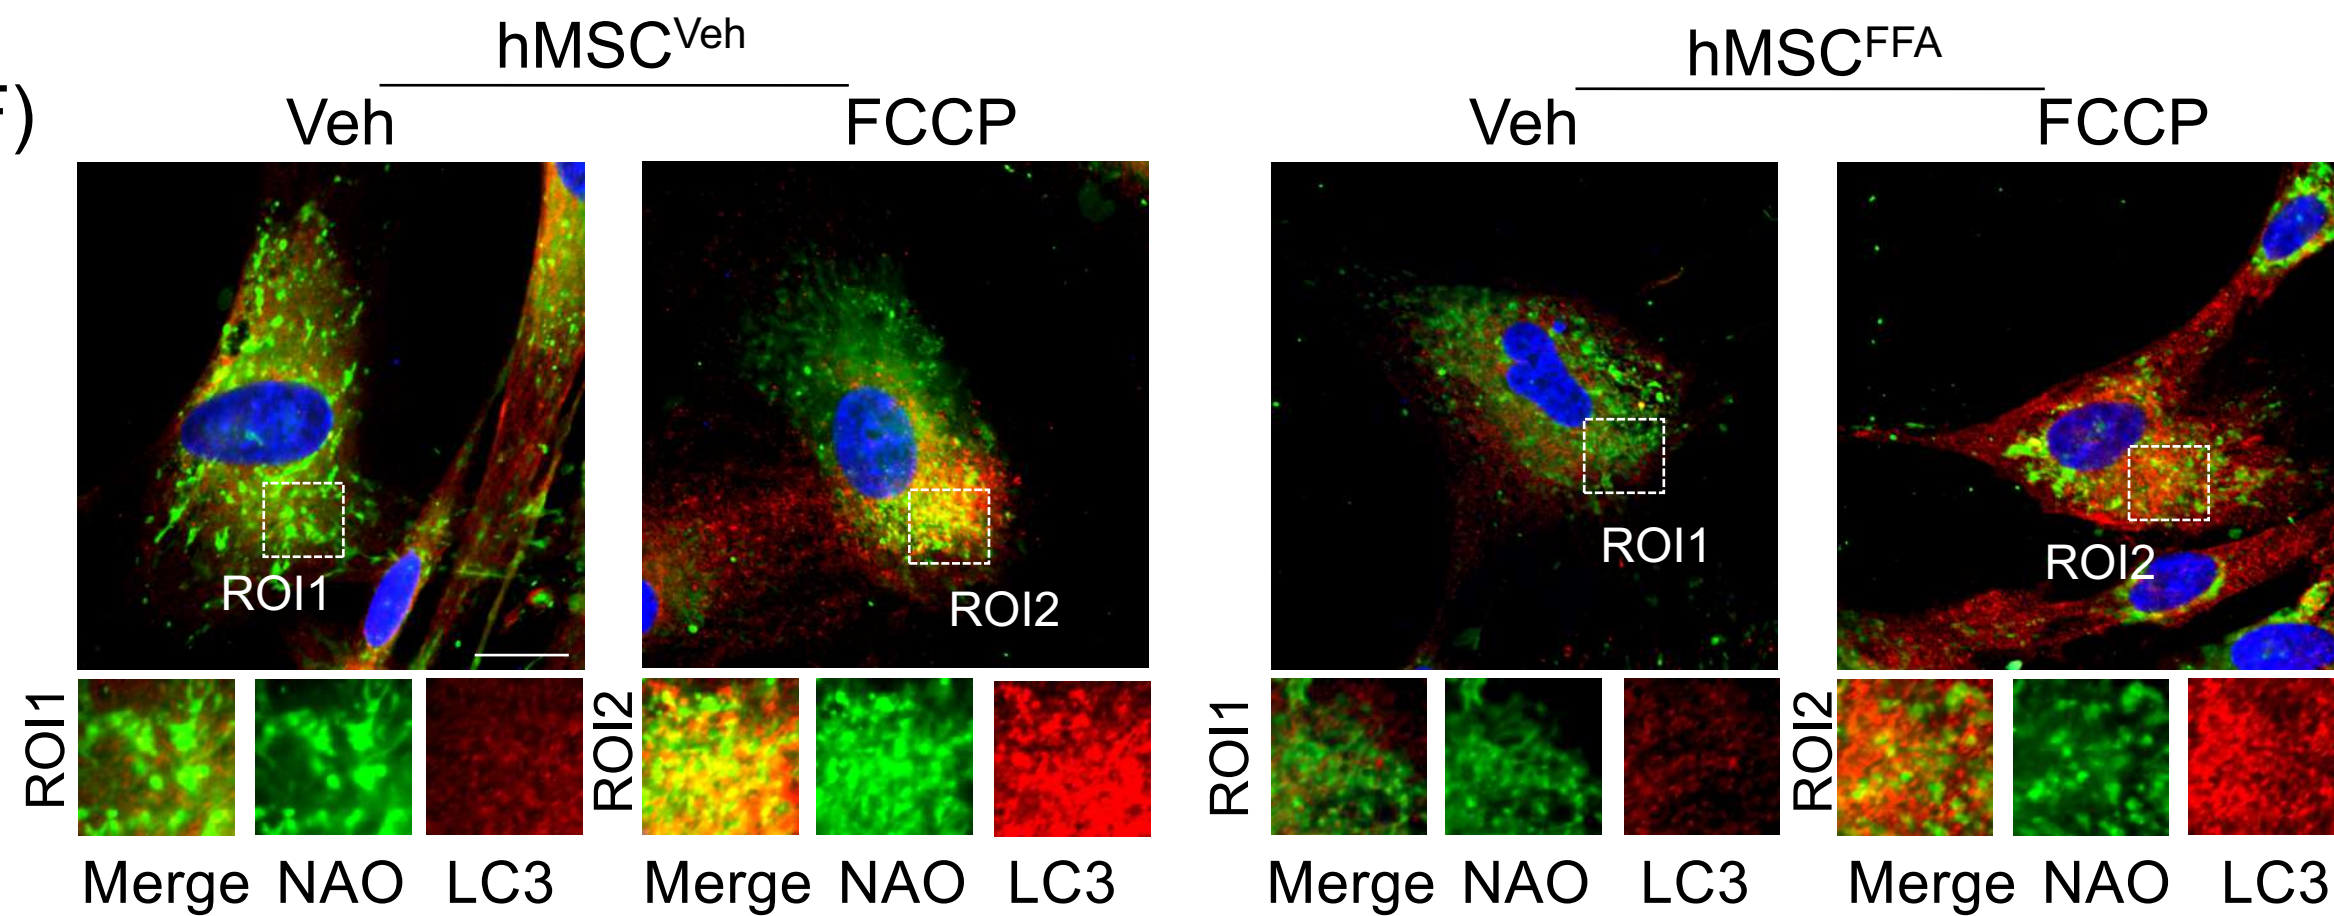 hMSCVeh
hMSCFFA
F)
Veh
FCCP
Veh
FCCP
ROI1
ROI2
ROI1
ROI2
ROI1
ROI2
ROI1
ROI2
Merge NAO LC3
Merge NAO LC3
Merge NAO LC3
Merge NAO LC3